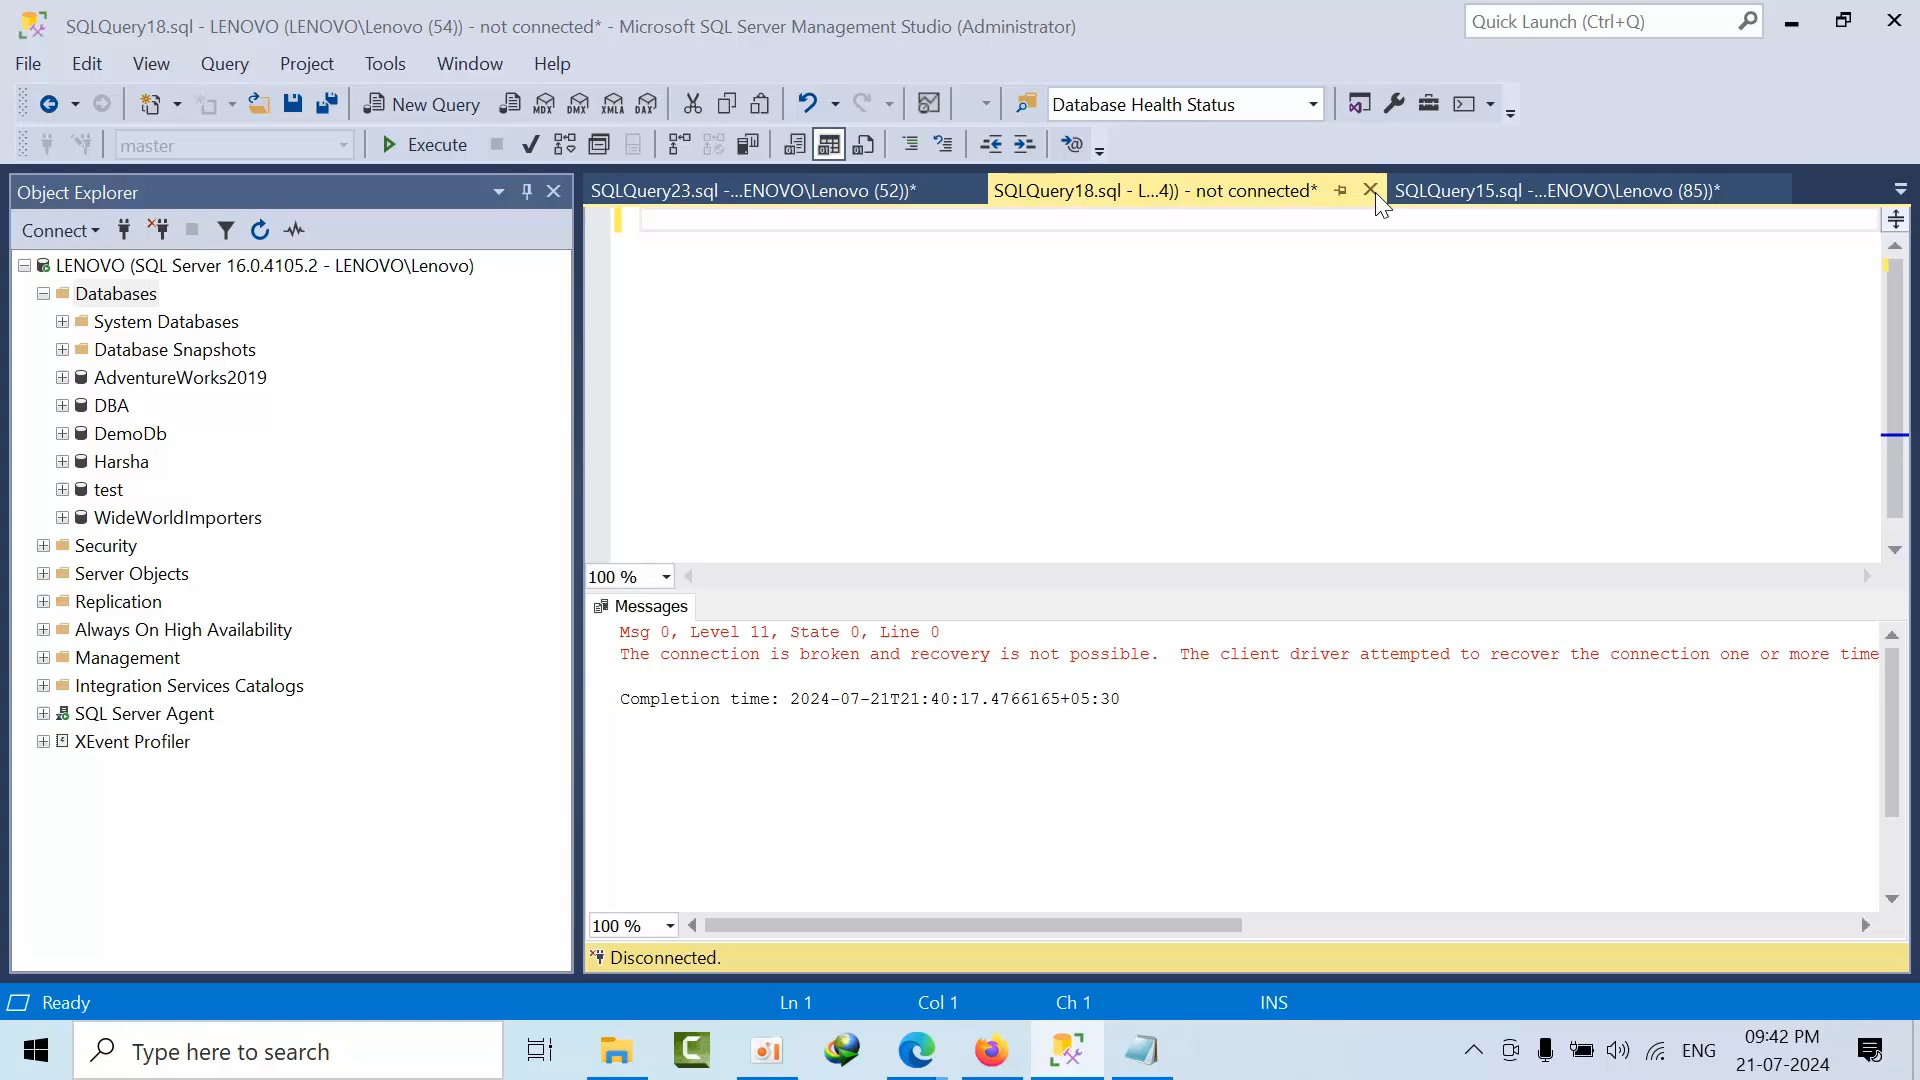 SQLQuery18.sql - LENOVO (LENOVO\Lenovo (54)) - not connected* - Microsoft SQL Server Management Studio (Administrator)
Quick Launch (Ctrl+Q)
File Edit View Query Project Tools Window Help
New Query
MDX DMX XMLA DAX
Database Health Status
master
Execute
Object Explorer
SQLQuery23.sql -...ENOVO\Lenovo (52))*
SQLQuery18.sql - L...4)) - not connected*
SQLQuery15.sql -...ENOVO\Lenovo (85))*
Connect
LENOVO (SQL Server 16.0.4105.2 - LENOVO\Lenovo)
Databases
System Databases
Database Snapshots
AdventureWorks2019
DBA
DemoDb
Harsha
test
WideWorldImporters
Security
Server Objects
Replication
Always On High Availability
Management
Integration Services Catalogs
SQL Server Agent
XEvent Profiler
100 %
Messages
Msg 0, Level 11, State 0, Line 0
The connection is broken and recovery is not possible.  The client driver attempted to recover the connection one or more time
Completion time: 2024-07-21T21:40:17.4766165+05:30
100 %
Disconnected.
Ready
Ln 1
Col 1
Ch 1
INS
Type here to search
ENG
09:42 PM
21-07-2024